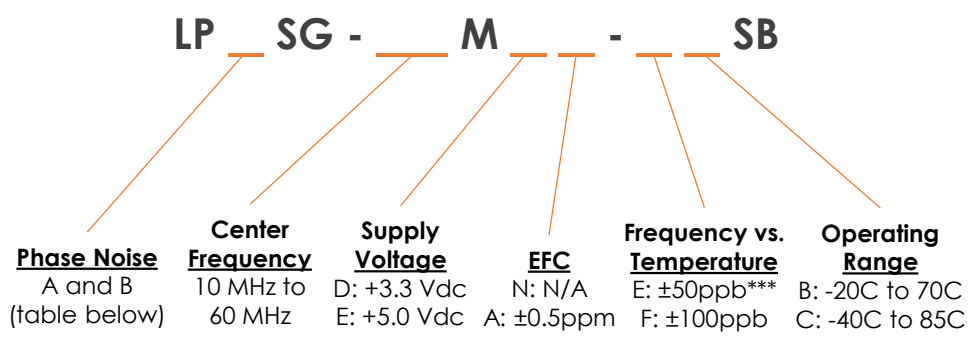 LP _ SG - ___ M _ _ - _ _ SB
Phase Noise
A and B
(table below)
Center
Frequency
10 MHz to
60 MHz
Supply
Voltage
D: +3.3 Vdc
E: +5.0 Vdc
EFC
N: N/A
A: ±0.5ppm
Frequency vs.
Temperature
E: ±50ppb***
F: ±100ppb
Operating
Range
B: -20C to 70C
C: -40C to 85C